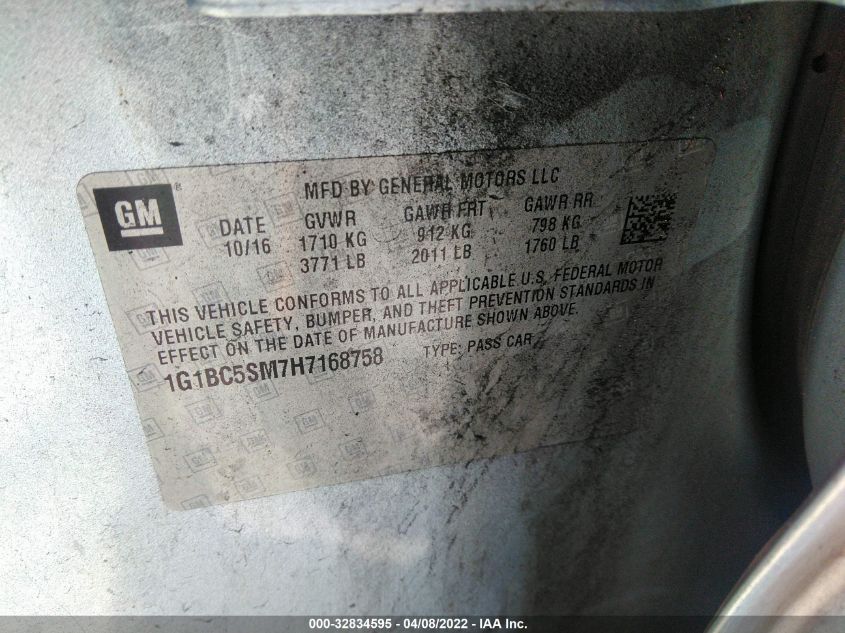 GM ®
MFD BY GENERAL MOTORS LLC
DATE GVWR GAWR FRT GAWR RR
10/16 1710 KG 912 KG 798 KG
3771 LB 2011 LB 1760 LB
THIS VEHICLE CONFORMS TO ALL APPLICABLE U.S. FEDERAL MOTOR
VEHICLE SAFETY, BUMPER, AND THEFT PREVENTION STANDARDS IN
EFFECT ON THE DATE OF MANUFACTURE SHOWN ABOVE.
1G1BC5SM7H7168758 TYPE: PASS CAR
000-32834595 - 04/08/2022 - IAA Inc.